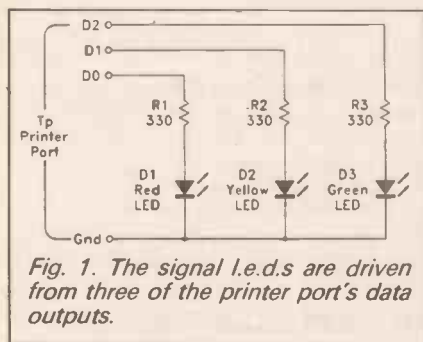 D2
D1
D0
R1
330
.R2
330
R3
330
Tp
Printer
Port
D1
Red
LED
D2
Yellow
LED
D3
Green
LED
Gnd
Fig. 1. The signal l.e.d.s are driven
from three of the printer port's data
outputs.